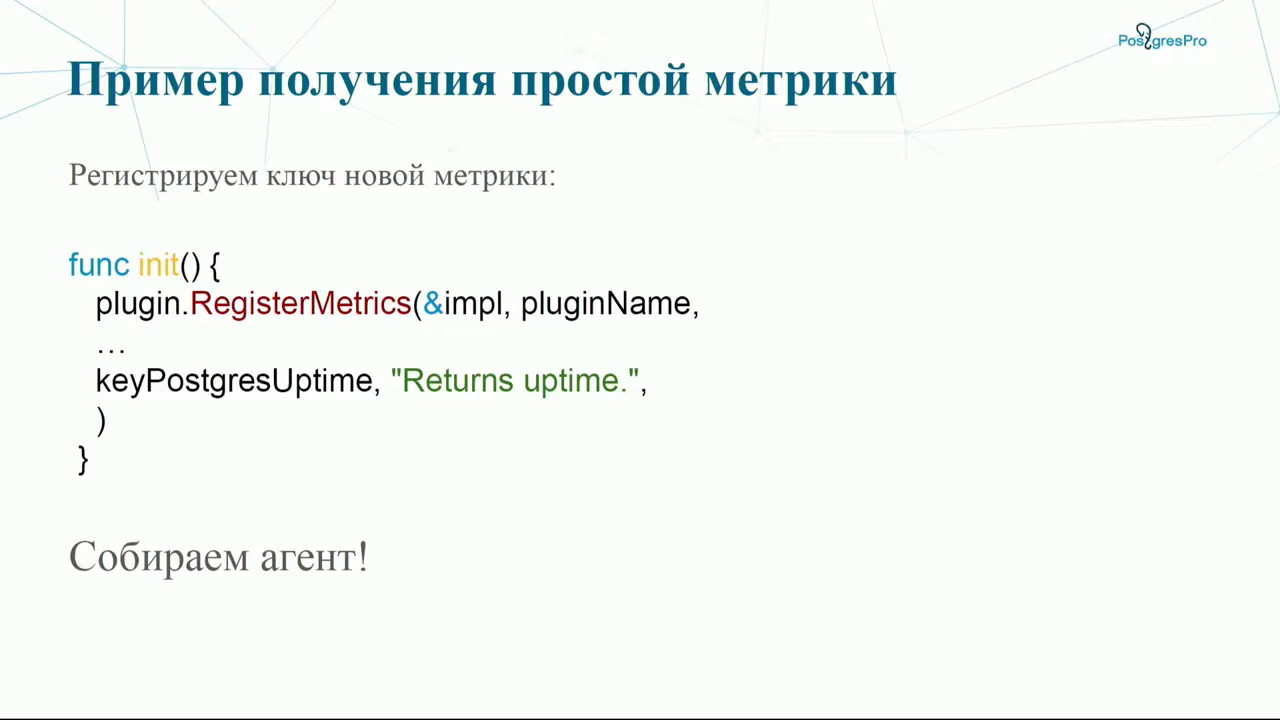 PostgresPro
Пример получения простой метрики
Регистрируем ключ новой метрики:
func init() {
plugin.RegisterMetrics(&impl, pluginName,
…
keyPostgresUptime, "Returns uptime.",
)
}
Собираем агент!